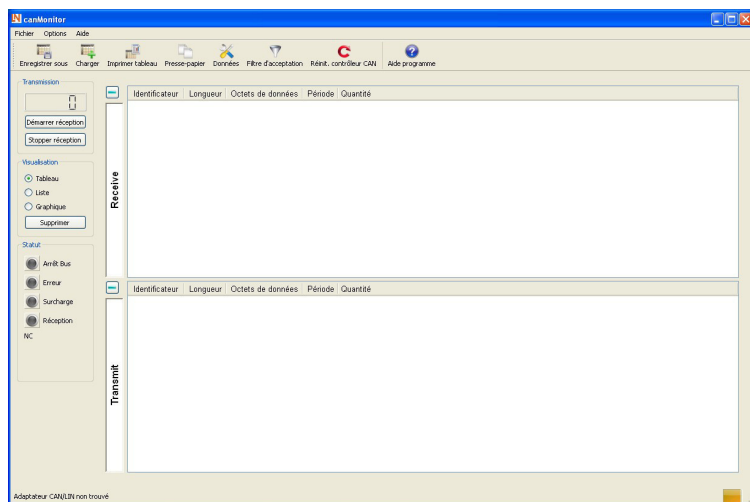 canMonitor
Fichier Options Aide
Enregistrer sous Charger Imprimer tableau Presse-papier Données Filtre d'acceptation Réinit. contrôleur CAN Aide programme
Transmission
0
Démarrer réception
Stopper réception
Visualisation
Tableau
Liste
Graphique
Supprimer
Statut
Arrêt Bus
Erreur
Surcharge
Réception
NC
Identificateur Longueur Octets de données Période Quantité
Receive
Identificateur Longueur Octets de données Période Quantité
Transmit
Adaptateur CAN/LIN non trouvé